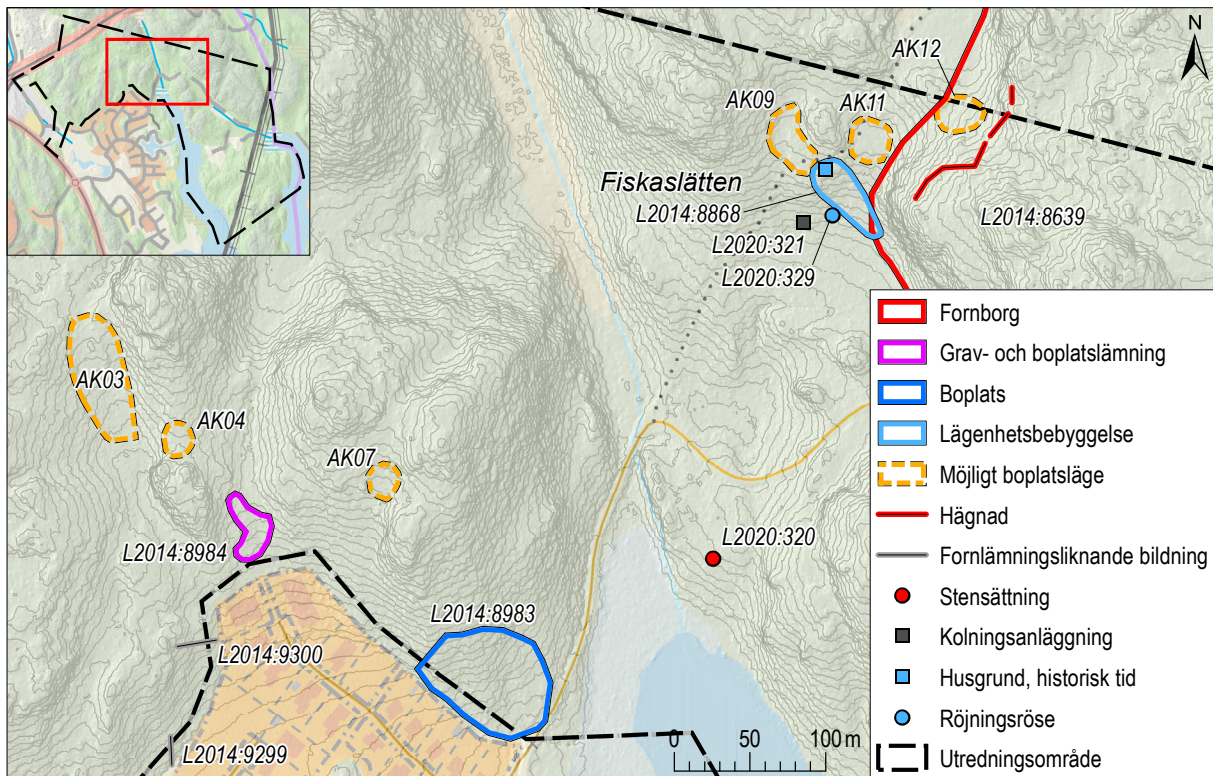 N
AK12
AK09
AK11
Fiskaslätten
L2014:8868
L2020:321
L2020:329
L2014:8639
AK03
AK04
AK07
L2014:8984
L2020:320
L2014:8983
L2014:9300
L2014:9299
0 50 100 m
Fornborg
Grav- och boplatslämning
Boplats
Lägenhetsbebyggelse
Möjligt boplatsläge
Hägnad
Fornlämningsliknande bildning
Stensättning
Kolningsanläggning
Husgrund, historisk tid
Röjningsröse
Utredningsområde